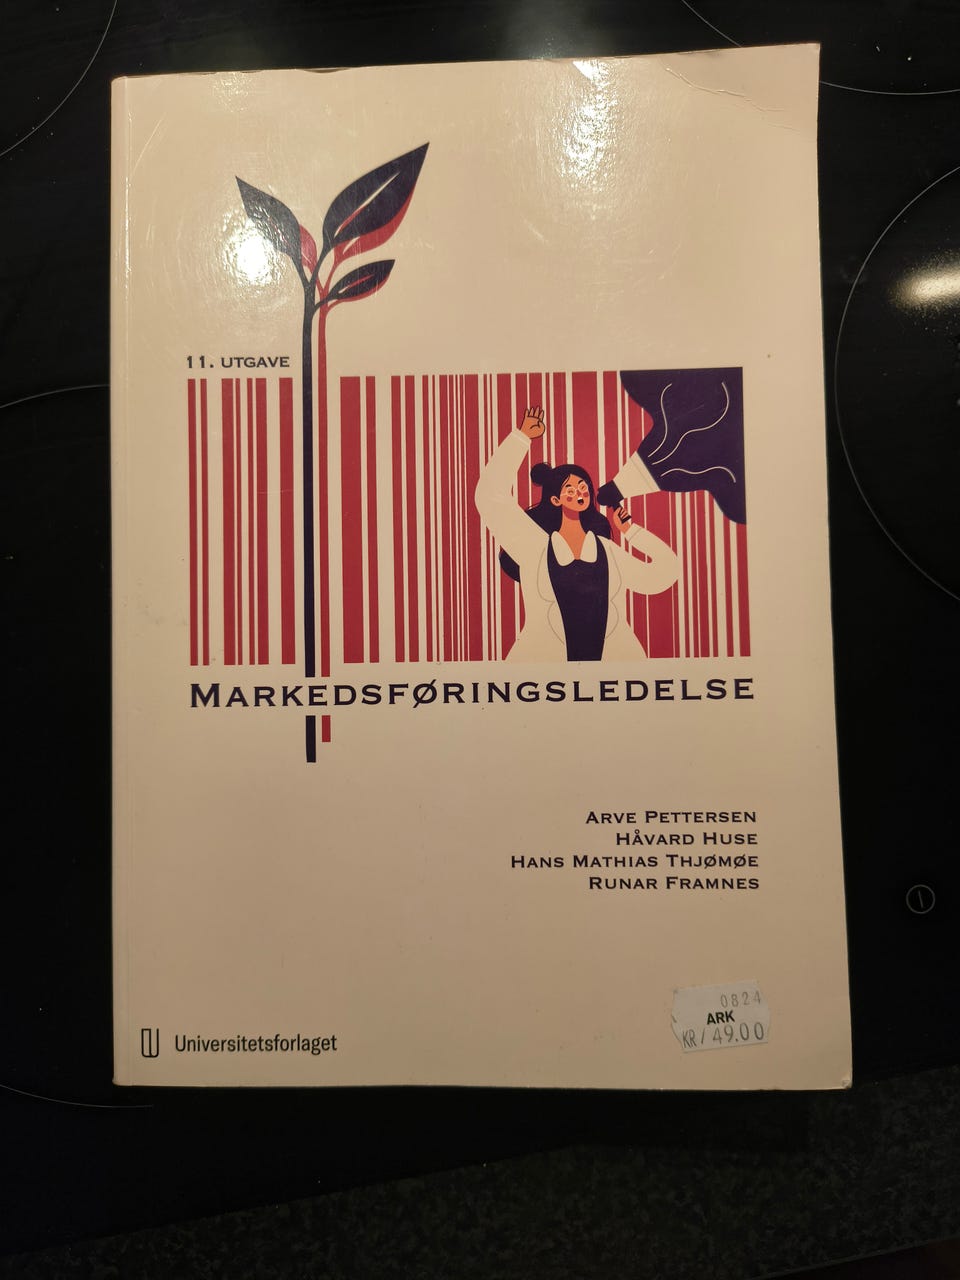 11. UTGAVE
MARKEDSFØRINGSLEDELSE
ARVE PETTERSEN
HÅVARD HUSE
HANS MATHIAS THJØMØE
RUNAR FRAMNES
0824
ARK
KR/49.00
Universitetsforlaget